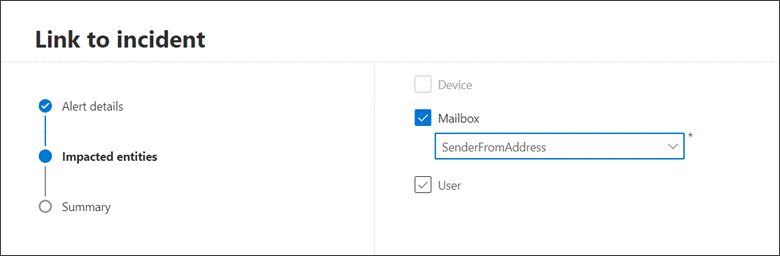 Link to incident
Alert details
Impacted entities
Summary
Device
Mailbox
SenderFromAddress
*
User